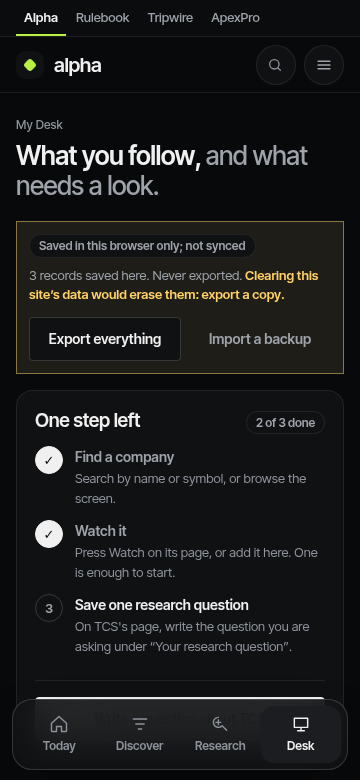 Alpha Rulebook Tripwire ApexPro
alpha
My Desk
What you follow, and what
needs a look.
Saved in this browser only; not synced
3 records saved here. Never exported. Clearing this
site’s data would erase them: export a copy.
Export everything Import a backup
One step left 2 of 3 done
Find a company
Search by name or symbol, or browse the
screen.
Watch it
Press Watch on its page, or add it here. One
is enough to start.
3 Save one research question
On TCS's page, write the question you are
asking under “Your research question”.
Today Discover Research Desk